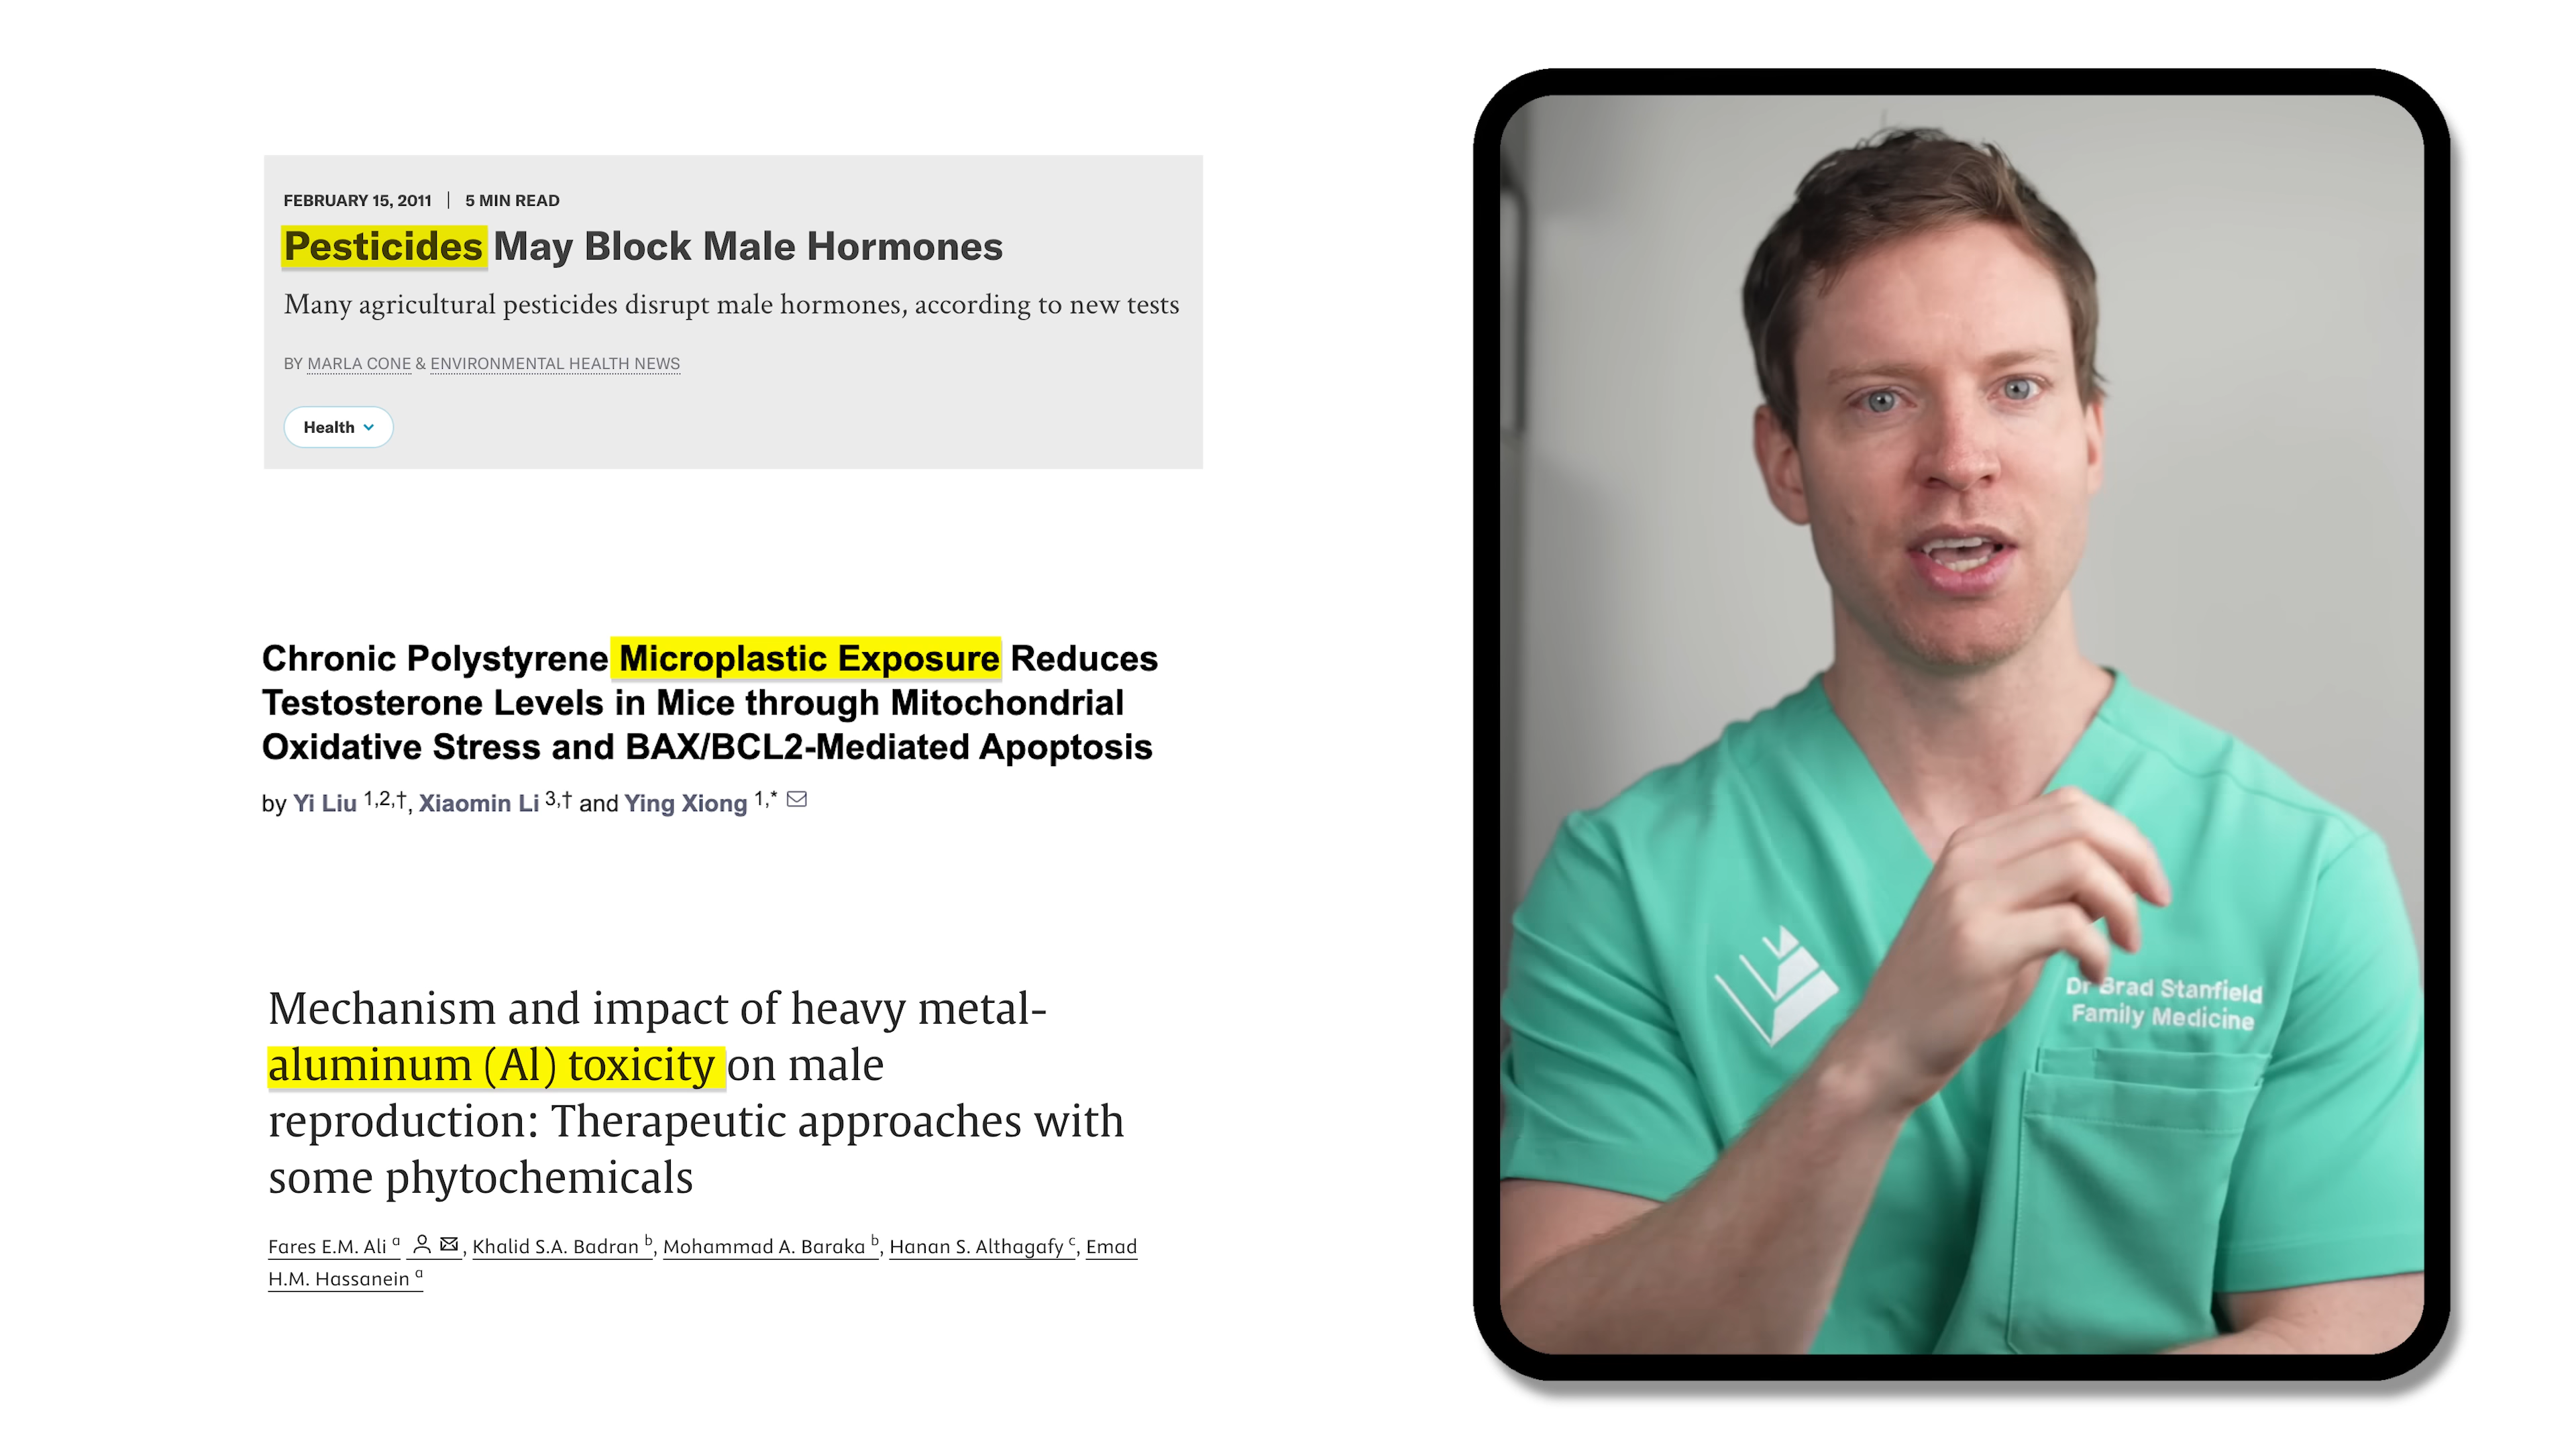 FEBRUARY 15, 2011 | 5 MIN READ
Pesticides May Block Male Hormones
Many agricultural pesticides disrupt male hormones, according to new tests
BY MARLA CONE & ENVIRONMENTAL HEALTH NEWS
Health
Chronic Polystyrene Microplastic Exposure Reduces
Testosterone Levels in Mice through Mitochondrial
Oxidative Stress and BAX/BCL2-Mediated Apoptosis
by Yi Liu 1,2,†, Xiaomin Li 3,† and Ying Xiong 1,*
Mechanism and impact of heavy metal-
aluminum (Al) toxicity on male
reproduction: Therapeutic approaches with
some phytochemicals
Fares E.M. Ali a, Khalid S.A. Badran b, Mohammad A. Baraka b, Hanan S. Althagafy c, Emad
H.M. Hassanein a
Dr Brad Stanfield
Family Medicine